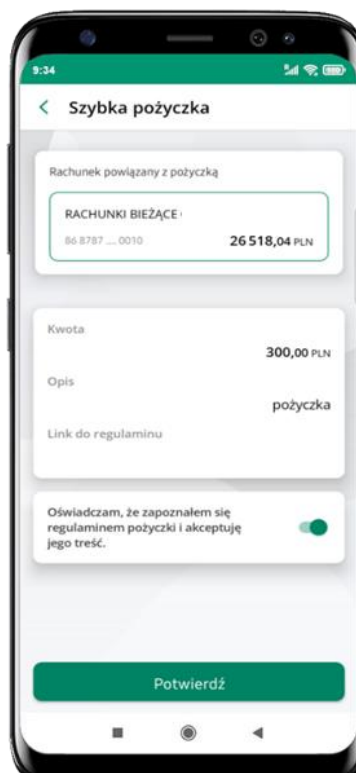 9:34
Szybka pożyczka
Rachunek powiązany z pożyczką
RACHUNKI BIEŻĄCE
86 8787 .... 0010 26 518,04 PLN
Kwota
300,00 PLN
Opis
pożyczka
Link do regulaminu
Oświadczam, że zapoznałem się
regulaminem pożyczki i akceptuję
jego treść.
Potwierdź